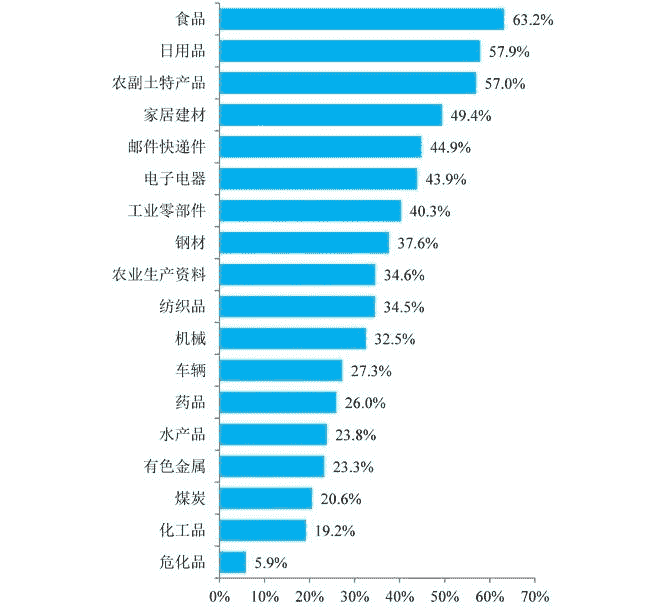 食品 63.2%
日用品 57.9%
农副土特产品 57.0%
家居建材 49.4%
邮件快递件 44.9%
电子电器 43.9%
工业零部件 40.3%
钢材 37.6%
农业生产资料 34.6%
纺织品 34.5%
机械 32.5%
车辆 27.3%
药品 26.0%
水产品 23.8%
有色金属 23.3%
煤炭 20.6%
化工品 19.2%
危化品 5.9%
0% 10% 20% 30% 40% 50% 60% 70%